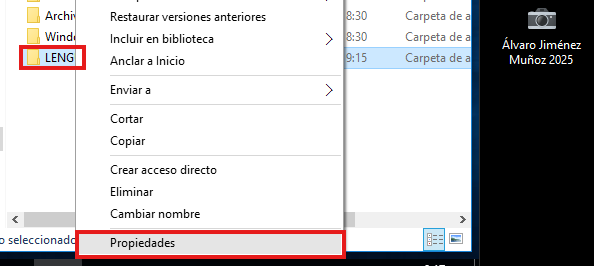 Restaurar versiones anteriores
Archiv 8:30 Carpeta de a
Incluir en biblioteca
Windo 8:30 Carpeta de a
LENG 9:15 Carpeta de a
Anclar a Inicio
Enviar a
Cortar
Copiar
Crear acceso directo
Eliminar
Cambiar nombre
Propiedades
o seleccionado
Álvaro Jiménez
Muñoz 2025